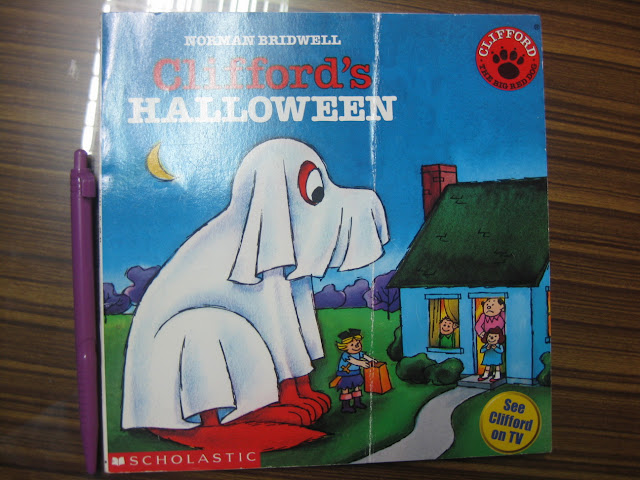 NORMAN BRIDWELL
Clifford's
HALLOWEEN
CLIFFORD
THE BIG RED DOG
See
Clifford
on TV
SCHOLASTIC